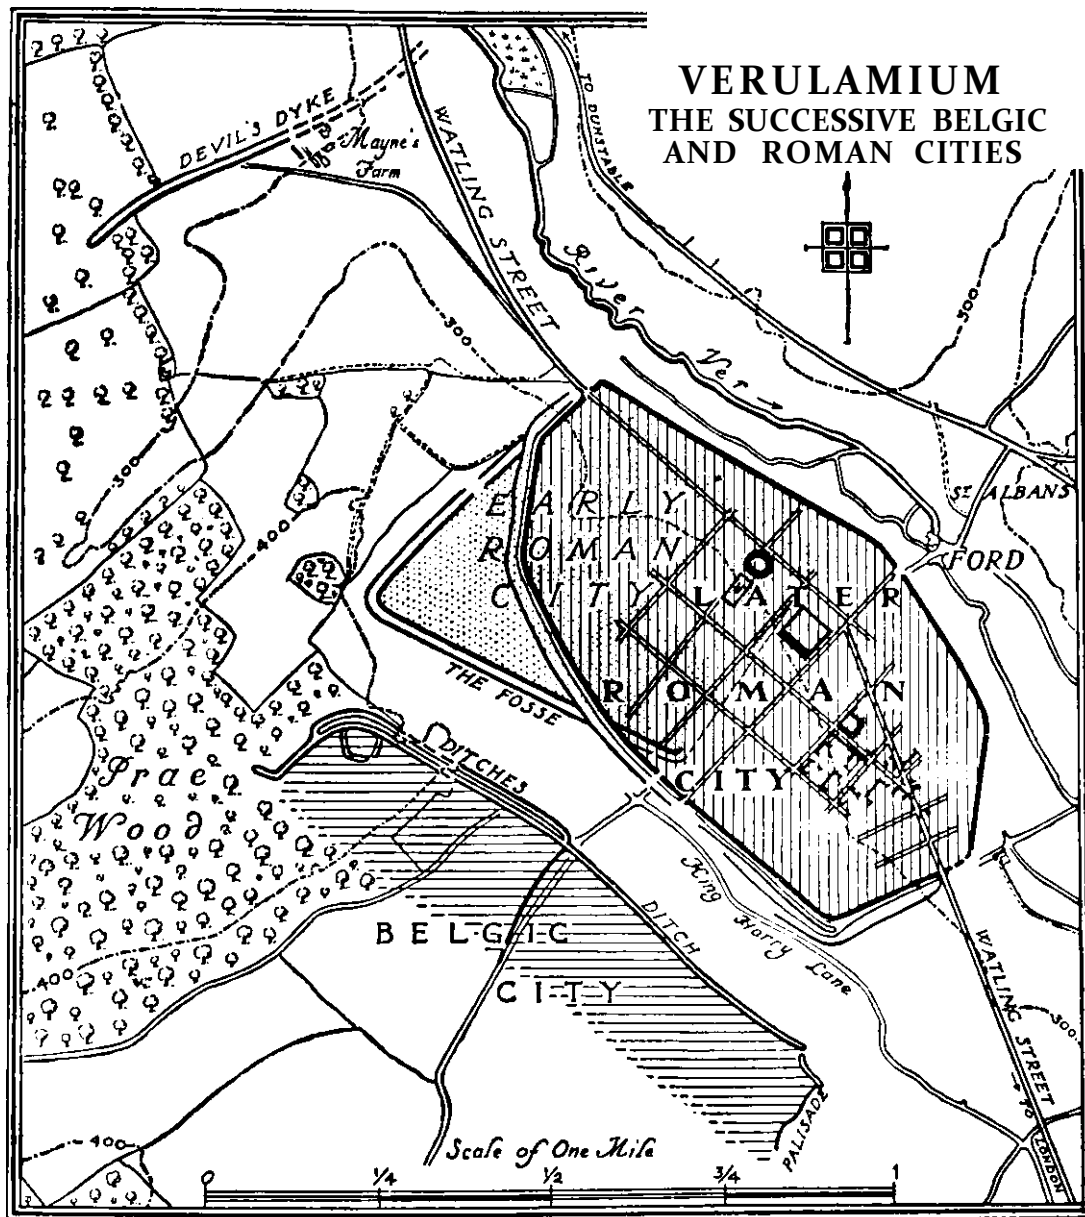 VERULAMIUM
THE SUCCESSIVE BELGIC
AND ROMAN CITIES
TO DUNSTABLE
DEVIL'S DYKE
Mayne's
Farm
WATLING STREET
River Ver
300
300
300
400
ST ALBANS
FORD
EARLY
ROMAN
CITY
LATER
ROMAN
CITY
THE FOSSE
DITCHES
Prae
Wood
King Harry Lane
DITCH
BELGIC
CITY
400
WATLING STREET
300
TO LONDON
PALISADE
400
Scale of One Mile
0 1/4 1/2 3/4 1